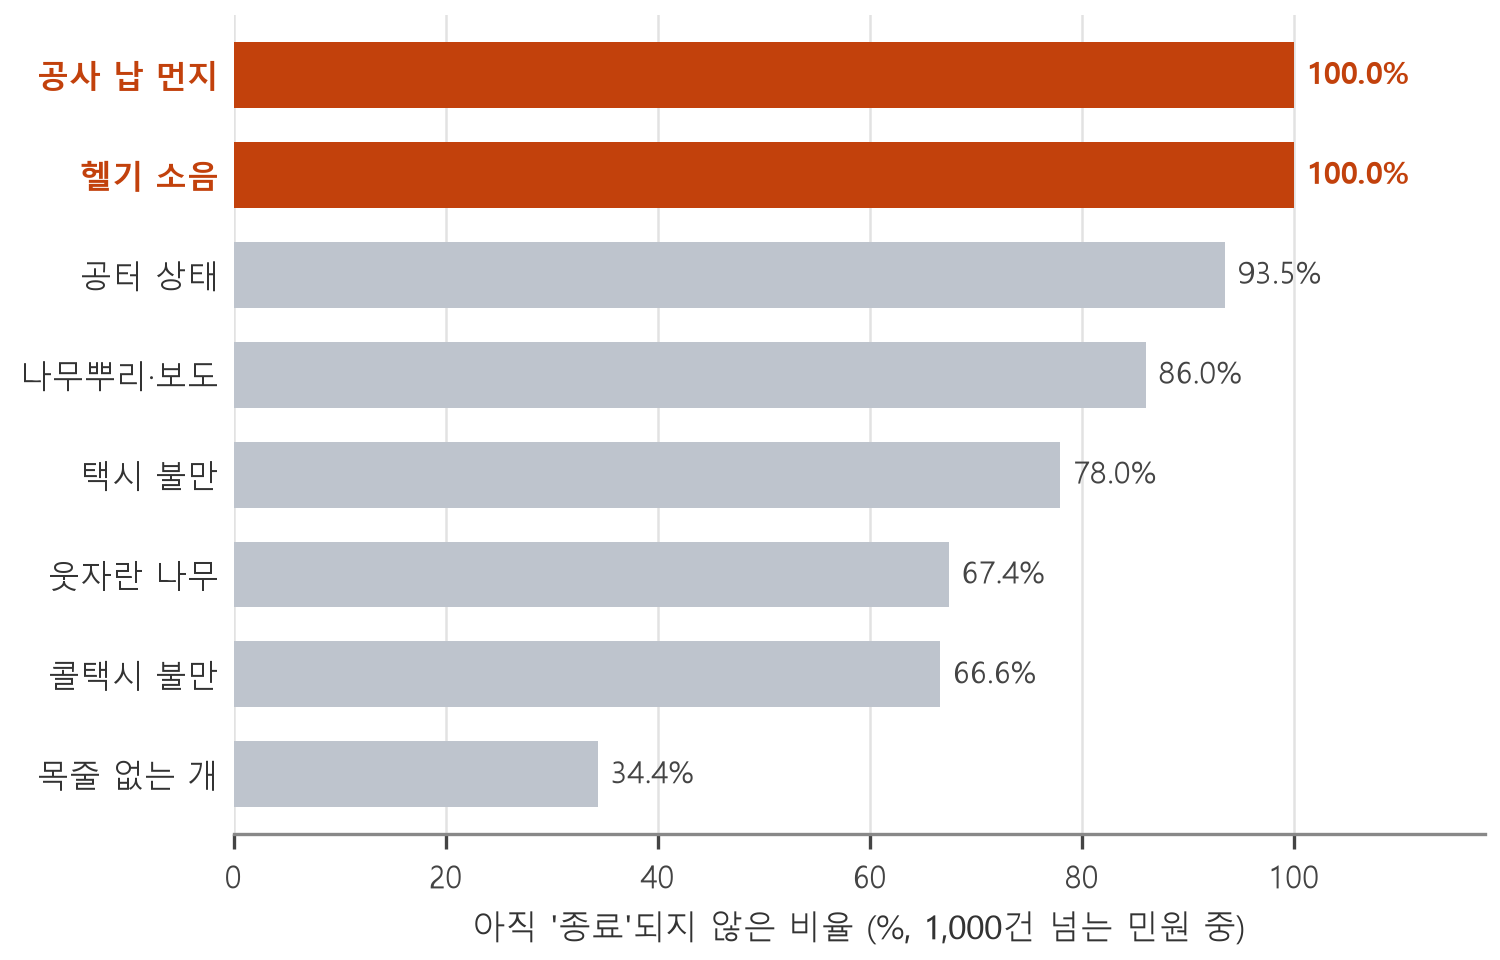 공사 납 먼지 100.0%
헬기 소음 100.0%
공터 상태 93.5%
나무뿌리·보도 86.0%
택시 불만 78.0%
웃자란 나무 67.4%
콜택시 불만 66.6%
목줄 없는 개 34.4%
0 20 40 60 80 100
아직 '종료'되지 않은 비율 (%, 1,000건 넘는 민원 중)